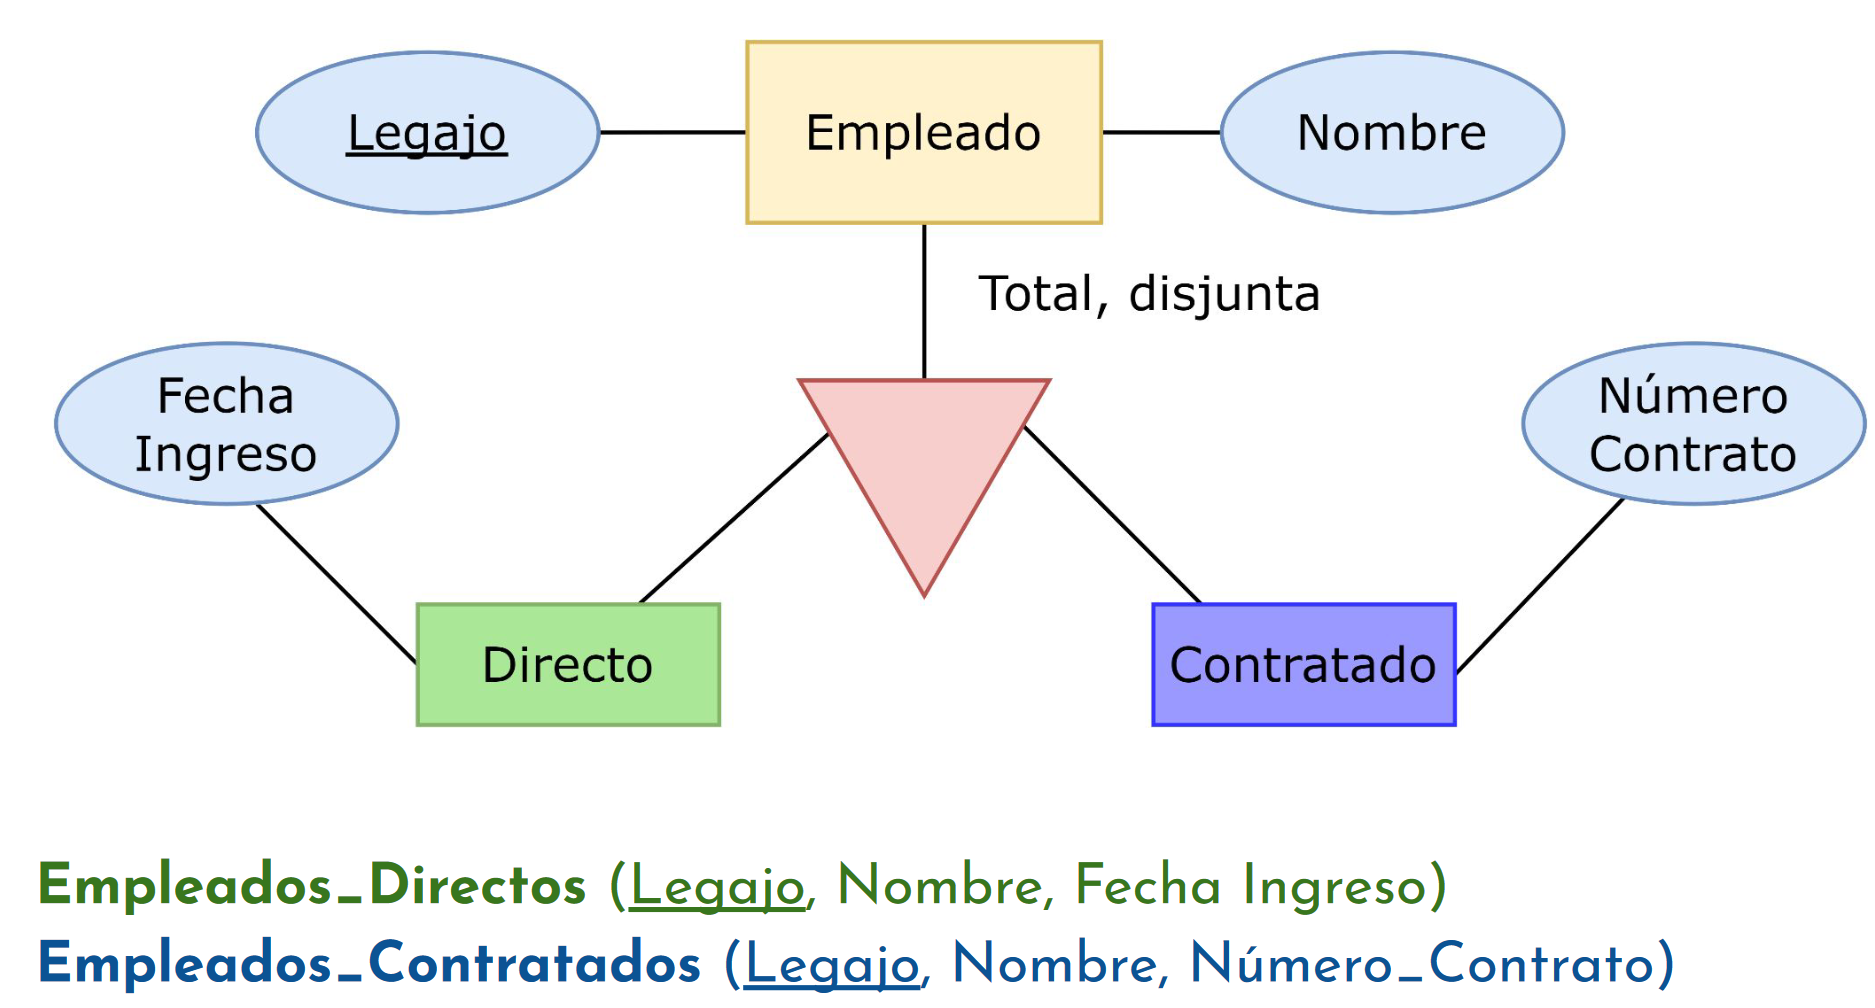 Legajo
Empleado
Nombre
Total, disjunta
Fecha
Ingreso
Número
Contrato
Directo
Contratado
Empleados_Directos (Legajo, Nombre, Fecha Ingreso)
Empleados_Contratados (Legajo, Nombre, Número_Contrato)